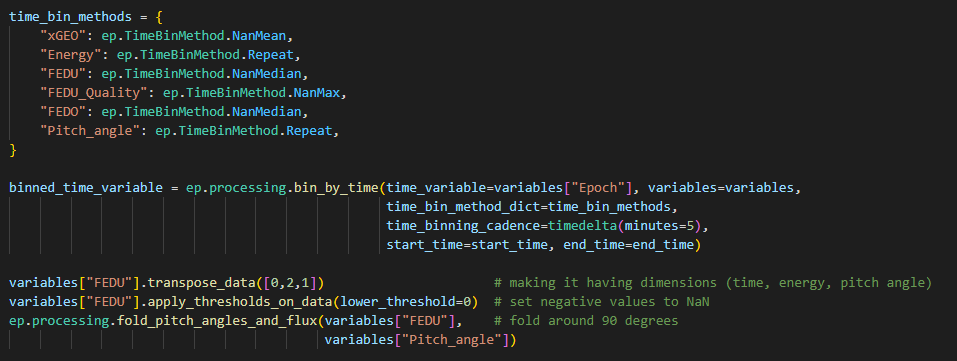 time_bin_methods = {
    "xGEO": ep.TimeBinMethod.NanMean,
    "Energy": ep.TimeBinMethod.Repeat,
    "FEDU": ep.TimeBinMethod.NanMedian,
    "FEDU_Quality": ep.TimeBinMethod.NanMax,
    "FEDO": ep.TimeBinMethod.NanMedian,
    "Pitch_angle": ep.TimeBinMethod.Repeat,
}

binned_time_variable = ep.processing.bin_by_time(time_variable=variables["Epoch"], variables=variables,
                                                 time_bin_method_dict=time_bin_methods,
                                                 time_binning_cadence=timedelta(minutes=5),
                                                 start_time=start_time, end_time=end_time)

variables["FEDU"].transpose_data([0,2,1])                      # making it having dimensions (time, energy, pitch angle)
variables["FEDU"].apply_thresholds_on_data(lower_threshold=0)  # set negative values to NaN
ep.processing.fold_pitch_angles_and_flux(variables["FEDU"],    # fold around 90 degrees
                                         variables["Pitch_angle"])